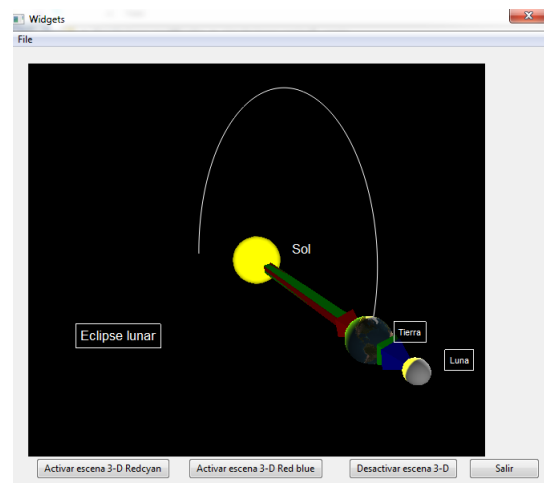 Widgets
File
Sol
Eclipse lunar
Tierra
Luna
Activar escena 3-D Redcyan
Activar escena 3-D Red blue
Desactivar escena 3-D
Salir